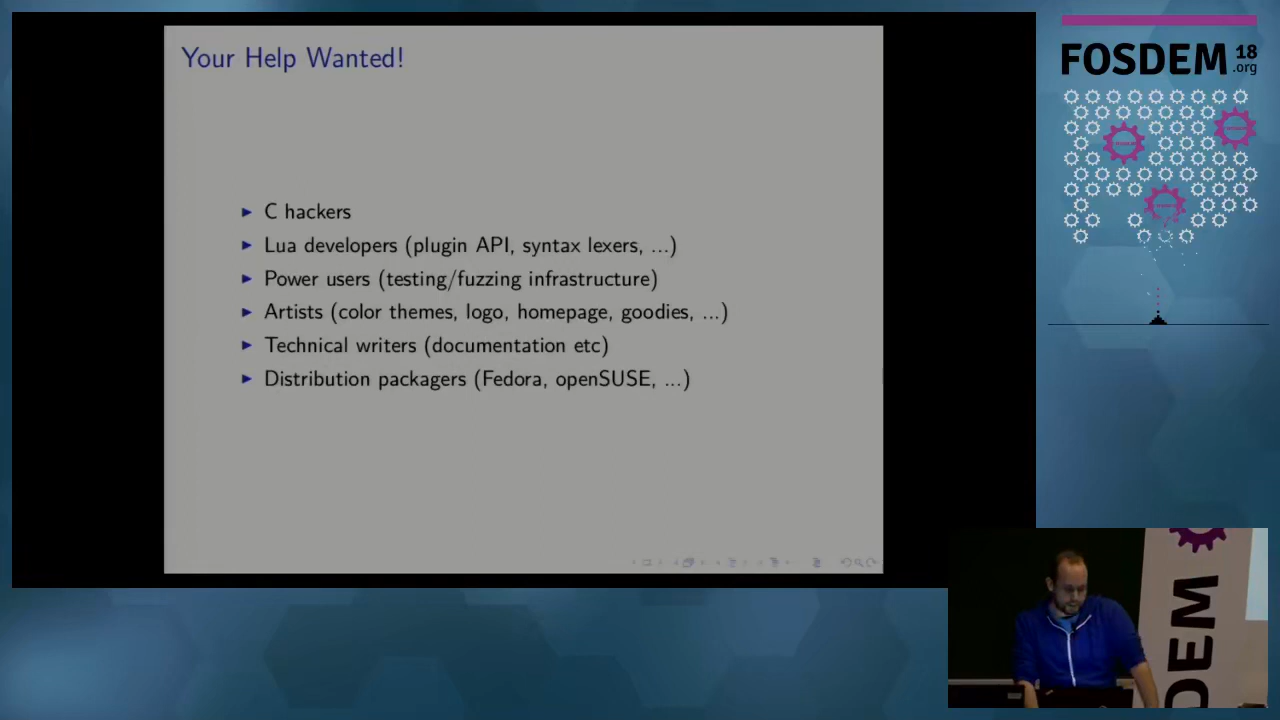 Your Help Wanted!
► C hackers
► Lua developers (plugin API, syntax lexers, ...)
► Power users (testing/fuzzing infrastructure)
► Artists (color themes, logo, homepage, goodies, ...)
► Technical writers (documentation etc)
► Distribution packagers (Fedora, openSUSE, ...)
FOSDEM 18
.org
DEM